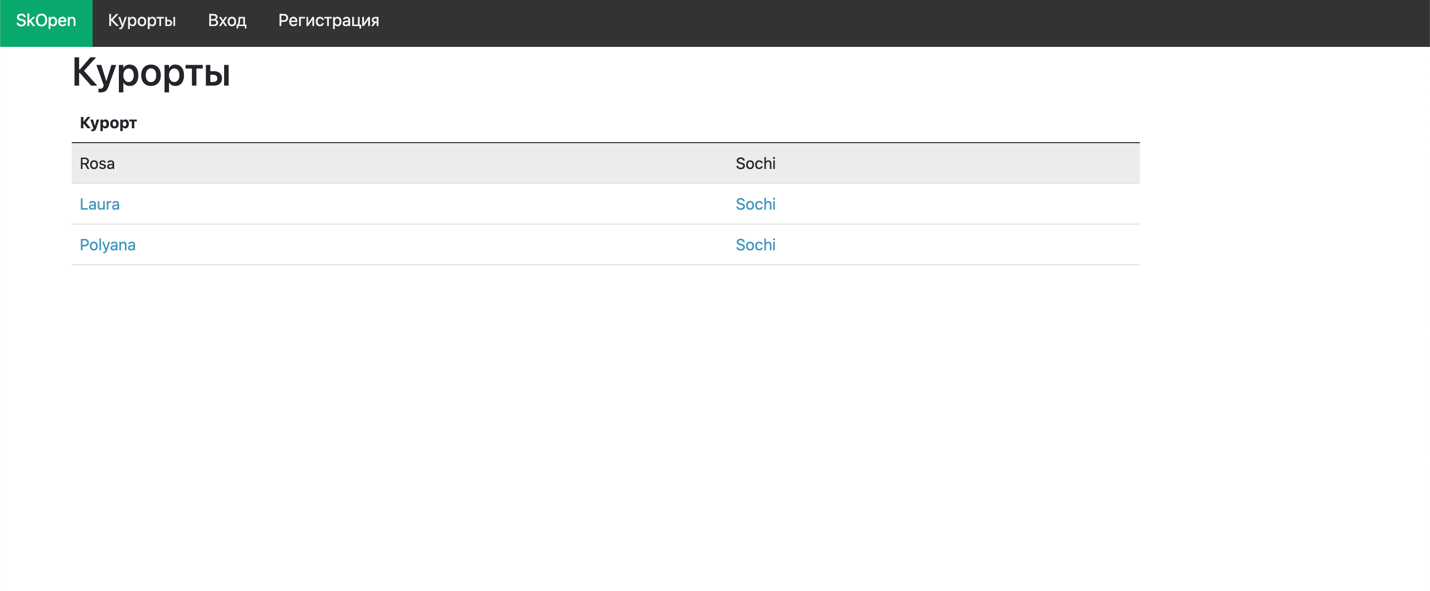 SkOpen Курорты Вход Регистрация
Курорты
Курорт
Rosa Sochi
Laura Sochi
Polyana Sochi